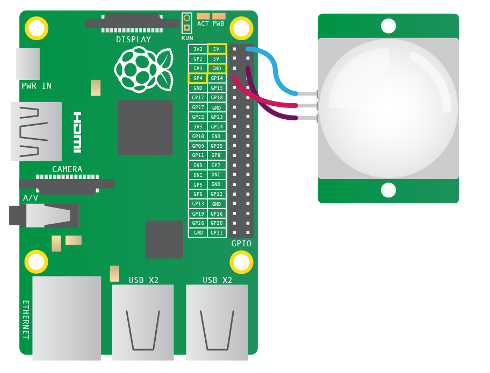 ACT PWR
RUN
DISPLAY
3V3 5V
GP2 5V
GP3 GND
GP4 GP14
GND GP15
GP17 GP18
GP27 GND
GP22 GP23
3V3 GP24
GP10 GND
GP09 GP25
GP11 GP8
GND GP7
DNC DNC
GP5 GND
GP6 GP12
GP13 GND
GP19 GP16
GP26 GP20
GND GP21
GPIO
PWR IN
HDMI
CAMERA
A/V
ETHERNET
USB X2
USB X2